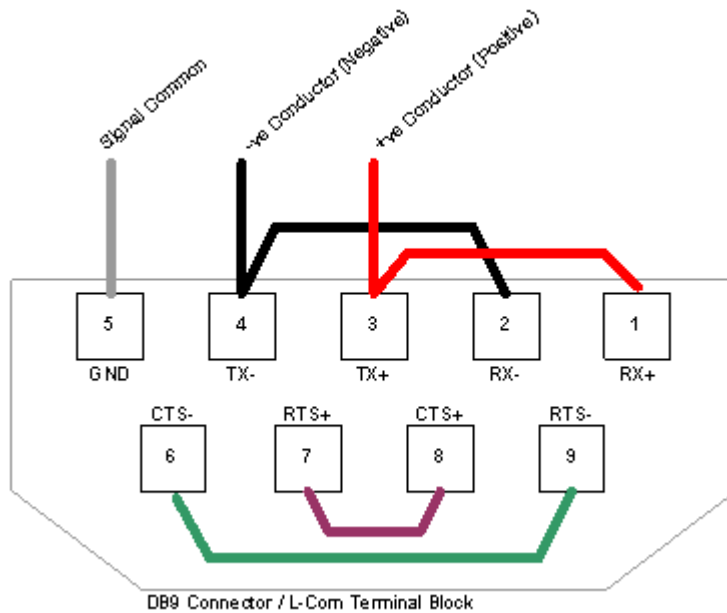 Signal Common
-ve Conductor (Negative)
+ve Conductor (Positive)
5
4
3
2
1
GND
TX-
TX+
RX-
RX+
CTS-
RTS+
CTS+
RTS-
6
7
8
9
DB9 Connector / L-Com Terminal Block